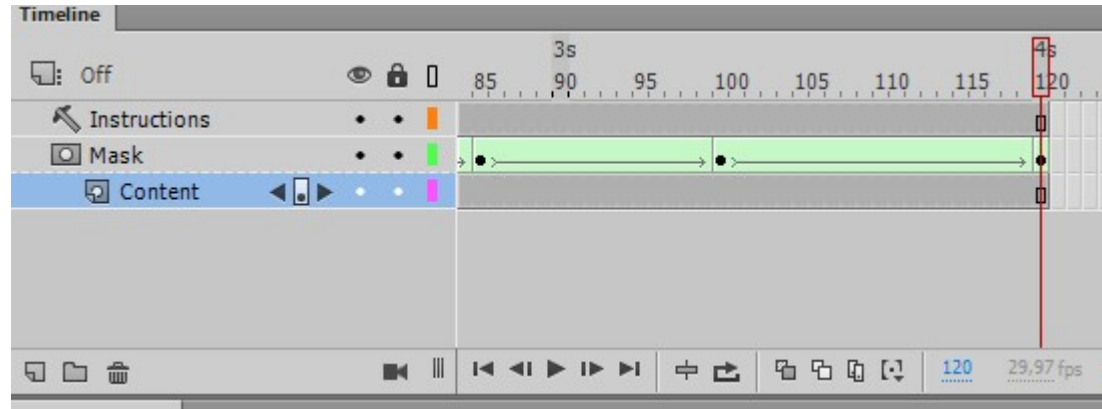 Timeline
Off
3s 4s
85 90 95 100 105 110 115 120
Instructions
Mask
Content
120 29,97 fps